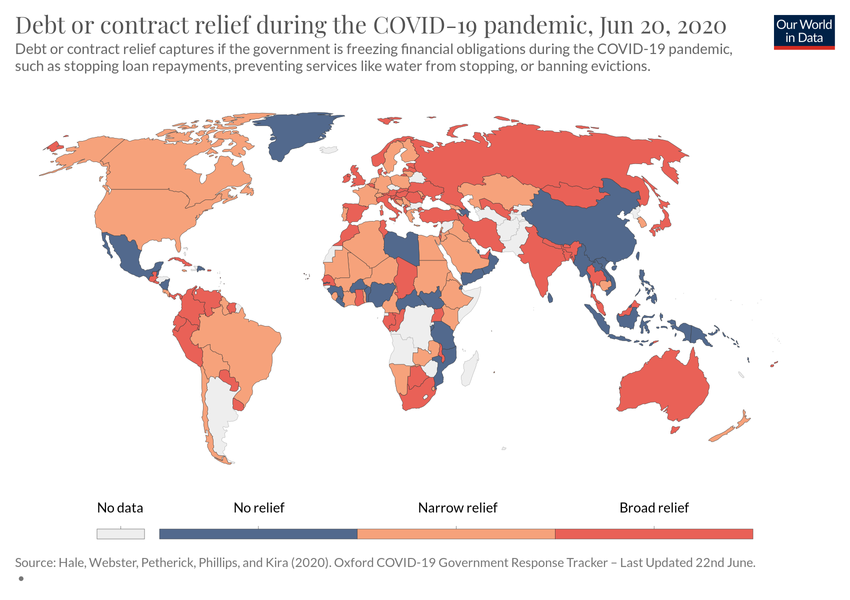 Debt or contract relief during the COVID-19 pandemic, Jun 20, 2020
Our World
in Data
Debt or contract relief captures if the government is freezing financial obligations during the COVID-19 pandemic,
such as stopping loan repayments, preventing services like water from stopping, or banning evictions.
No data
No relief
Narrow relief
Broad relief
Source: Hale, Webster, Petherick, Phillips, and Kira (2020). Oxford COVID-19 Government Response Tracker – Last Updated 22nd June.
•